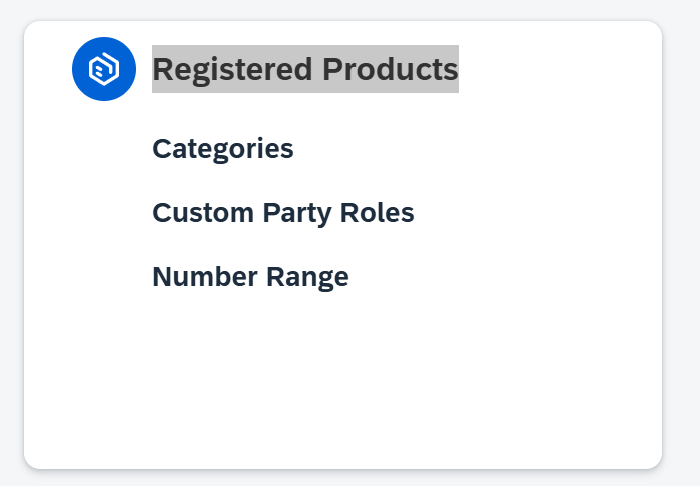 Registered Products
Categories
Custom Party Roles
Number Range